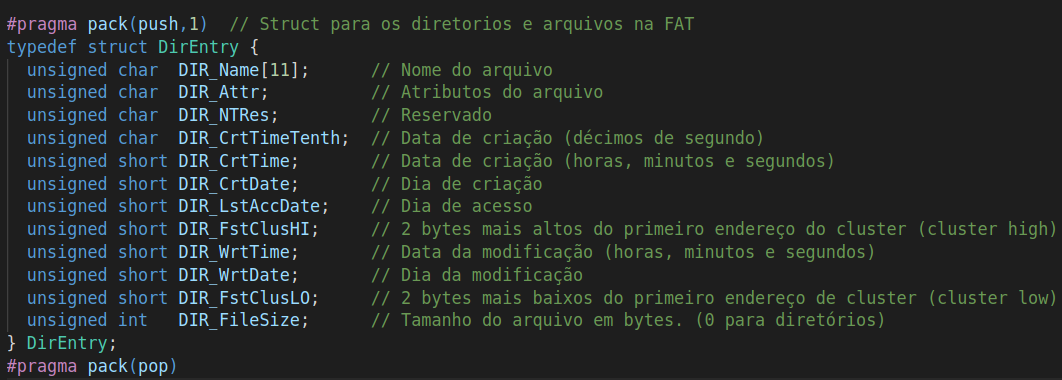 #pragma pack(push,1)  // Struct para os diretorios e arquivos na FAT
typedef struct DirEntry {
  unsigned char  DIR_Name[11];      // Nome do arquivo
  unsigned char  DIR_Attr;          // Atributos do arquivo
  unsigned char  DIR_NTRes;         // Reservado
  unsigned char  DIR_CrtTimeTenth;  // Data de criação (décimos de segundo)
  unsigned short DIR_CrtTime;       // Data de criação (horas, minutos e segundos)
  unsigned short DIR_CrtDate;       // Dia de criação
  unsigned short DIR_LstAccDate;    // Dia de acesso
  unsigned short DIR_FstClusHI;     // 2 bytes mais altos do primeiro endereço do cluster (cluster high)
  unsigned short DIR_WrtTime;       // Data da modificação (horas, minutos e segundos)
  unsigned short DIR_WrtDate;       // Dia da modificação
  unsigned short DIR_FstClusLO;     // 2 bytes mais baixos do primeiro endereço de cluster (cluster low)
  unsigned int   DIR_FileSize;      // Tamanho do arquivo em bytes. (0 para diretórios)
} DirEntry;
#pragma pack(pop)